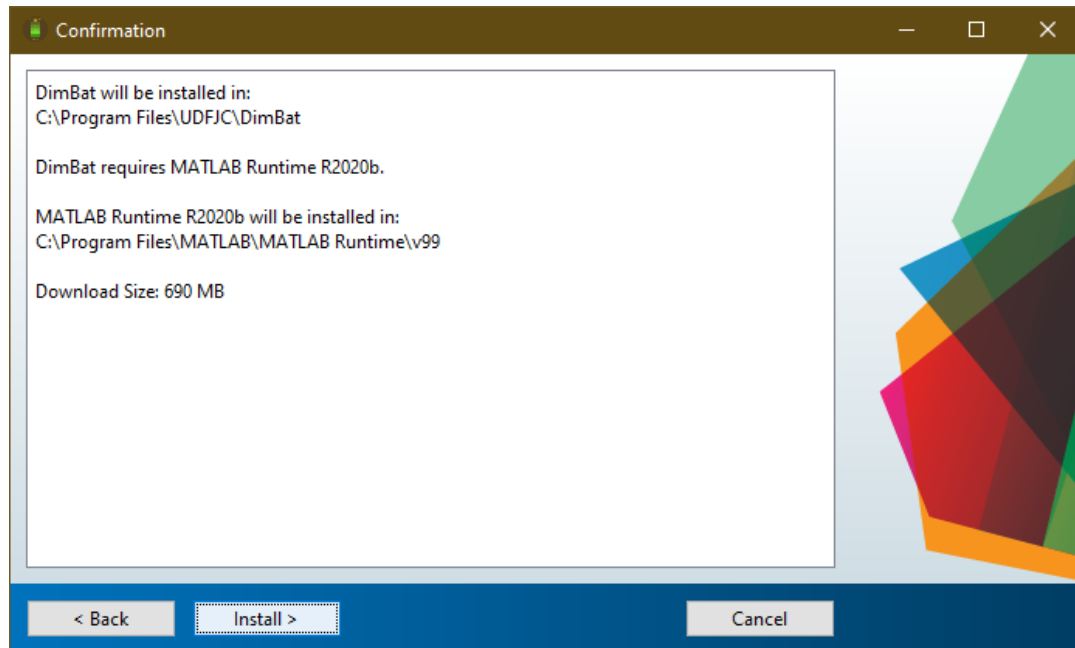 Confirmation
DimBat will be installed in:
C:\Program Files\UDFJC\DimBat
DimBat requires MATLAB Runtime R2020b.
MATLAB Runtime R2020b will be installed in:
C:\Program Files\MATLAB\MATLAB Runtime\v99
Download Size: 690 MB
< Back
Install >
Cancel